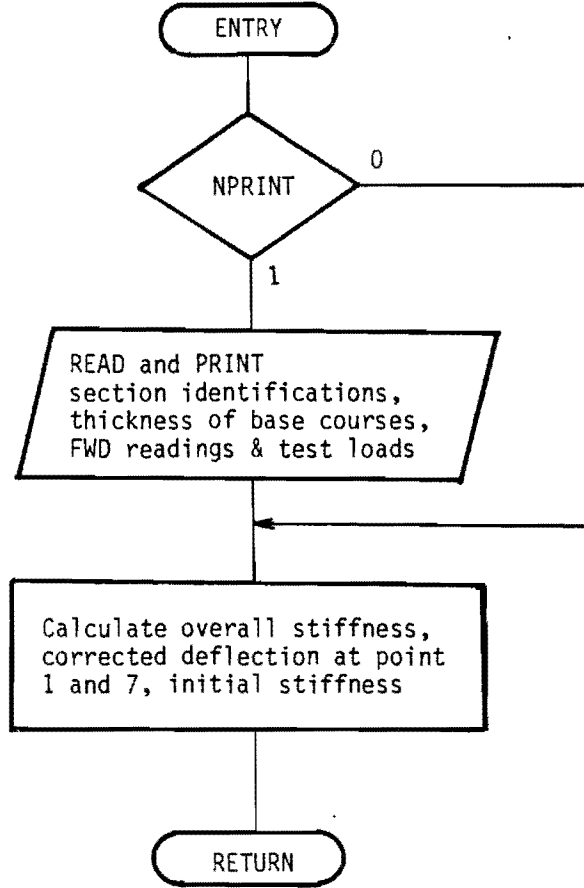 ENTRY
NPRINT
0
1
READ and PRINT
section identifications,
thickness of base courses,
FWD readings & test loads
Calculate overall stiffness,
corrected deflection at point
1 and 7, initial stiffness
RETURN